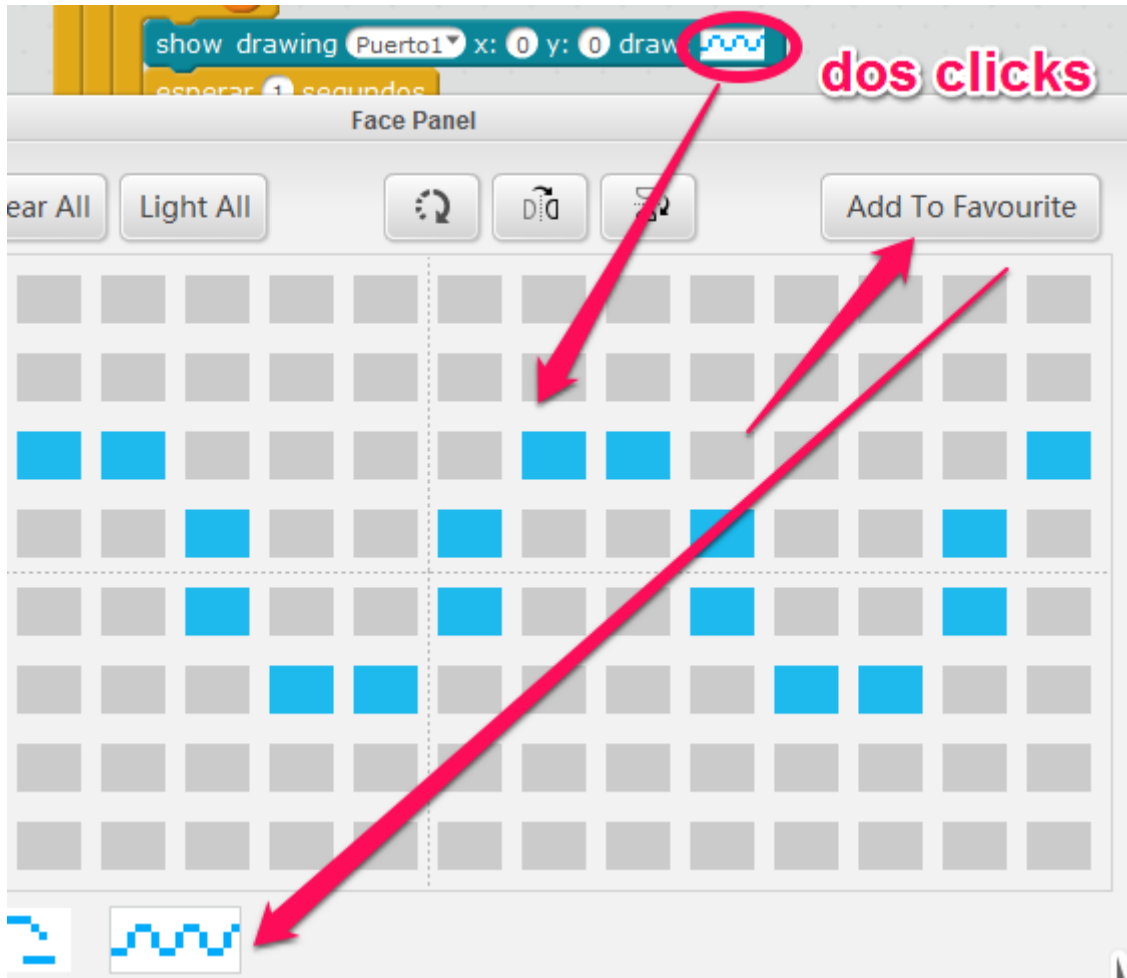 show drawing Puerto1 x: 0 y: 0 draw:
esperar 1 segundos
dos clicks
Face Panel
ear All
Light All
Add To Favourite